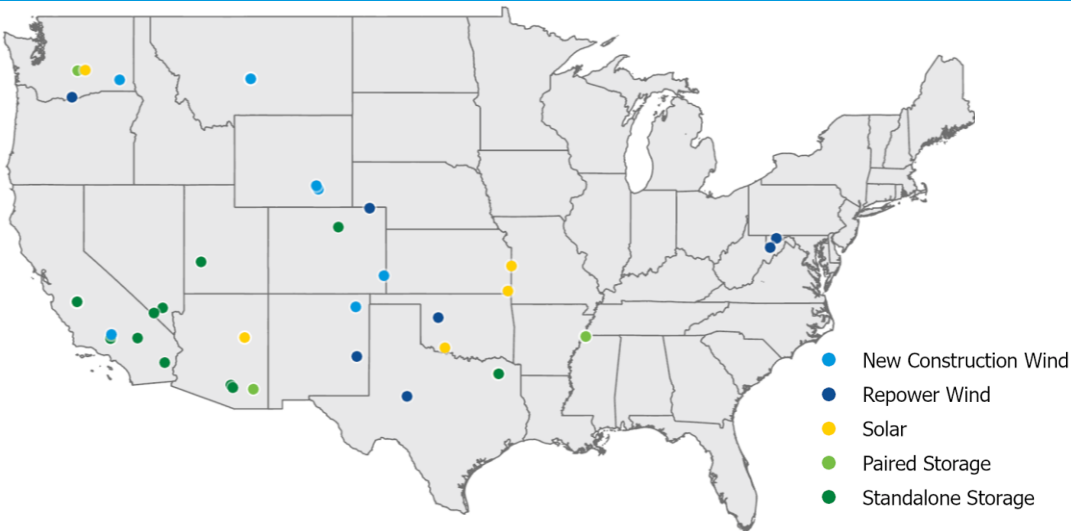 New Construction Wind
Repower Wind
Solar
Paired Storage
Standalone Storage